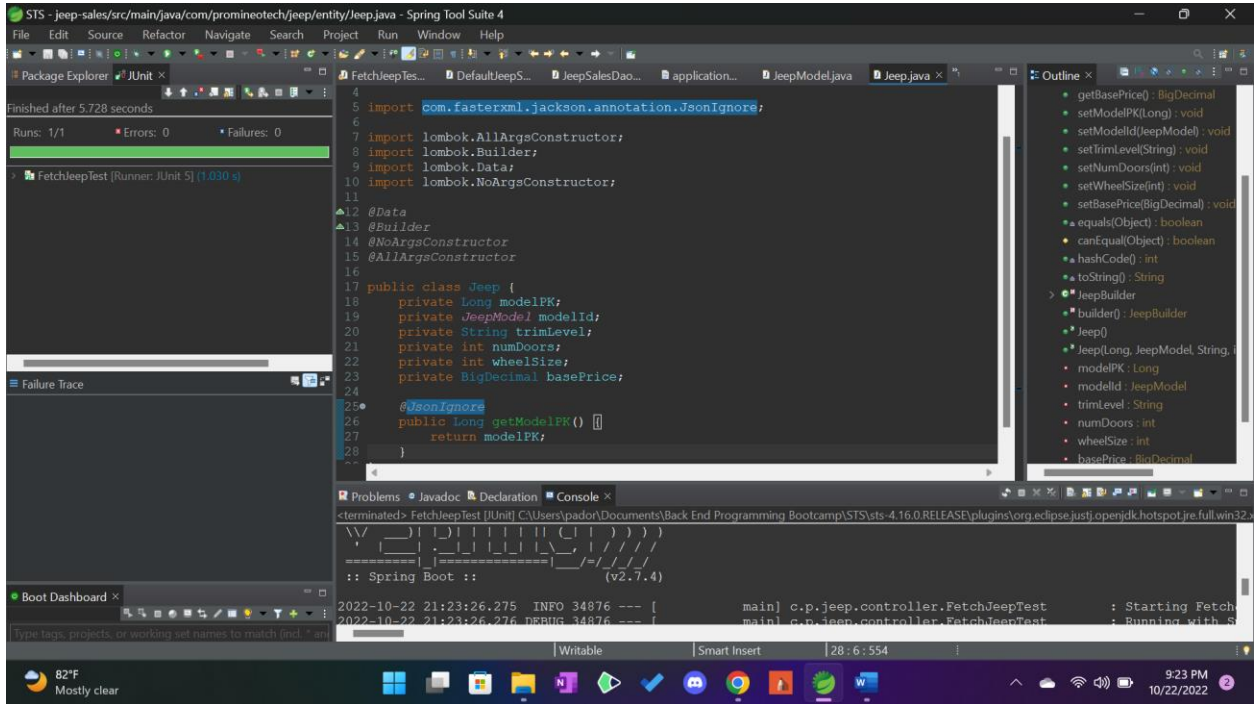 STS - jeep-sales/src/main/java/com/promineotech/jeep/entity/Jeep.java - Spring Tool Suite 4
File Edit Source Refactor Navigate Search Project Run Window Help
Package Explorer JUnit
Finished after 5.728 seconds
Runs: 1/1 Errors: 0 Failures: 0
FetchJeepTest [Runner: JUnit 5] (1.030 s)
Failure Trace
Boot Dashboard
Type tags, projects, or working set names to match (incl. * an
FetchJeepTes... DefaultJeepS... JeepSalesDao... application... JeepModel.java Jeep.java
4
5 import com.fasterxml.jackson.annotation.JsonIgnore;
6
7 import lombok.AllArgsConstructor;
8 import lombok.Builder;
9 import lombok.Data;
10 import lombok.NoArgsConstructor;
11
12 @Data
13 @Builder
14 @NoArgsConstructor
15 @AllArgsConstructor
16
17 public class Jeep {
18 private Long modelPK;
19 private JeepModel modelId;
20 private String trimLevel;
21 private int numDoors;
22 private int wheelSize;
23 private BigDecimal basePrice;
24
25 @JsonIgnore
26 public Long getModelPK() {
27 return modelPK;
28 }
Outline
getBasePrice() : BigDecimal
setModelPK(Long) : void
setModelId(JeepModel) : void
setTrimLevel(String) : void
setNumDoors(int) : void
setWheelSize(int) : void
setBasePrice(BigDecimal) : void
equals(Object) : boolean
canEqual(Object) : boolean
hashCode() : int
toString() : String
JeepBuilder
builder() : JeepBuilder
Jeep()
Jeep(Long, JeepModel, String, i
modelPK : Long
modelId : JeepModel
trimLevel : String
numDoors : int
wheelSize : int
basePrice : BigDecimal
Problems Javadoc Declaration Console
<terminated> FetchJeepTest [JUnit] C:\Users\pador\Documents\Back End Programming Bootcamp\STS\sts-4.16.0.RELEASE\plugins\org.eclipse.justj.openjdk.hotspot.jre.full.win32.x
:: Spring Boot :: (v2.7.4)
2022-10-22 21:23:26.275 INFO 34876 --- [ main] c.p.jeep.controller.FetchJeepTest : Starting Fetch
2022-10-22 21:23:26.276 DEBUG 34876 --- [ main] c.p.jeep.controller.FetchJeepTest : Running with S
Writable Smart Insert 28 : 6 : 554
82°F
Mostly clear
9:23 PM
10/22/2022
2